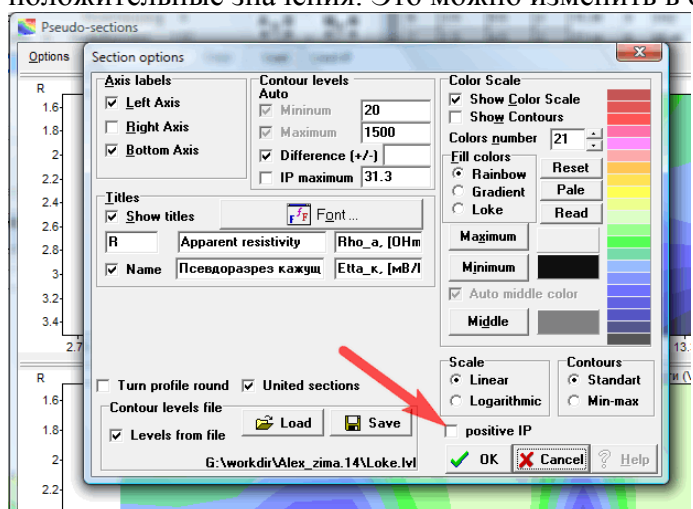 положительные значения. Это можно изменить в
Pseudo-sections
Options
Section options
R
1.6-
1.8-
2-
2.2-
2.4-
2.6-
2.8-
3-
3.2-
3.4-
2.7
Axis labels
Left Axis
Right Axis
Bottom Axis
Contour levels
Auto
Mininum 20
Maximum 1500
Difference (+/-)
IP maximum 31.3
Titles
Show titles
Font ...
R Apparent resistivity Rho_a, [OHm
Name Псевдоразрез кажущ Etta_к, [мВ/I
Color Scale
Show Color Scale
Show Contours
Colors number 21
Fill colors
Rainbow
Gradient
Loke
Reset
Pale
Read
Maximum
Minimum
Auto middle color
Middle
13.
Scale
Linear
Logarithmic
Contours
Standart
Min-max
Turn profile round
United sections
Contour levels file
Load
Save
Levels from file
G:\workdir\Alex_zima.14\Loke.lvl
positive IP
OK
Cancel
Help
R
1.6-
1.8-
2-
2.2-